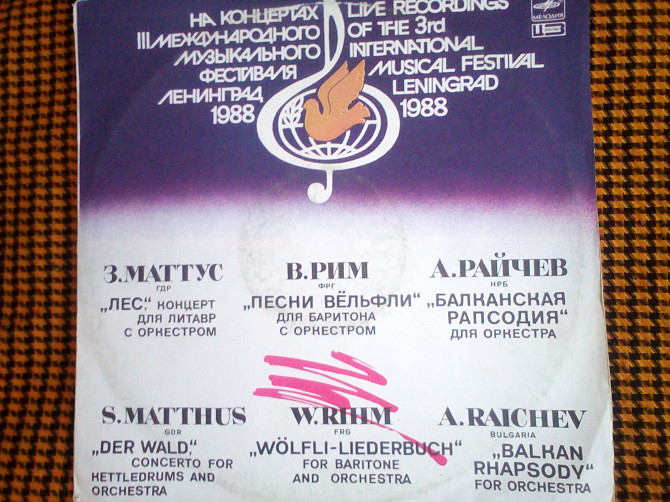 НА КОНЦЕРТАХ
III МЕЖДУНАРОДНОГО
МУЗЫКАЛЬНОГО
ФЕСТИВАЛЯ
ЛЕНИНГРАД
1988
LIVE RECORDINGS
OF THE 3rd
INTERNATIONAL
MUSICAL FESTIVAL
LENINGRAD
1988
МЕЛОДИЯ
З.МАТТУС
ГДР
„ЛЕС,“ КОНЦЕРТ
ДЛЯ ЛИТАВР
С ОРКЕСТРОМ
В.РИМ
ФРГ
„ПЕСНИ ВЁЛЬФЛИ“
ДЛЯ БАРИТОНА
С ОРКЕСТРОМ
А.РАЙЧЕВ
НРБ
„БАЛКАНСКАЯ
РАПСОДИЯ“
ДЛЯ ОРКЕСТРА
S.MATTHUS
GDR
„DER WALD,“
CONCERTO FOR
KETTLEDRUMS AND
ORCHESTRA
W.RIHM
FRG
„WÖLFLI-LIEDERBUCH“
FOR BARITONE
AND ORCHESTRA
A.RAICHEV
BULGARIA
„BALKAN
RHAPSODY“
FOR ORCHESTRA